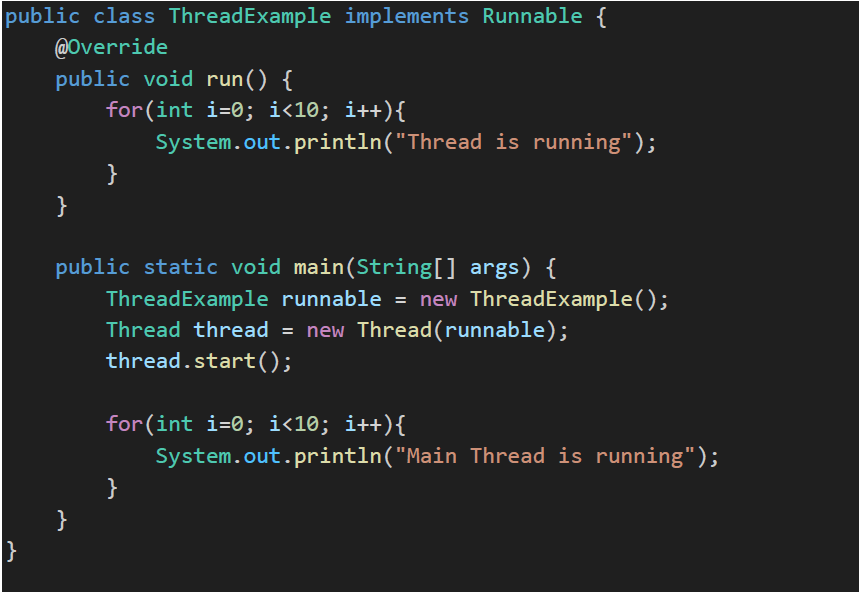 public class ThreadExample implements Runnable {
    @Override
    public void run() {
        for(int i=0; i<10; i++){
            System.out.println("Thread is running");
        }
    }

    public static void main(String[] args) {
        ThreadExample runnable = new ThreadExample();
        Thread thread = new Thread(runnable);
        thread.start();

        for(int i=0; i<10; i++){
            System.out.println("Main Thread is running");
        }
    }
}